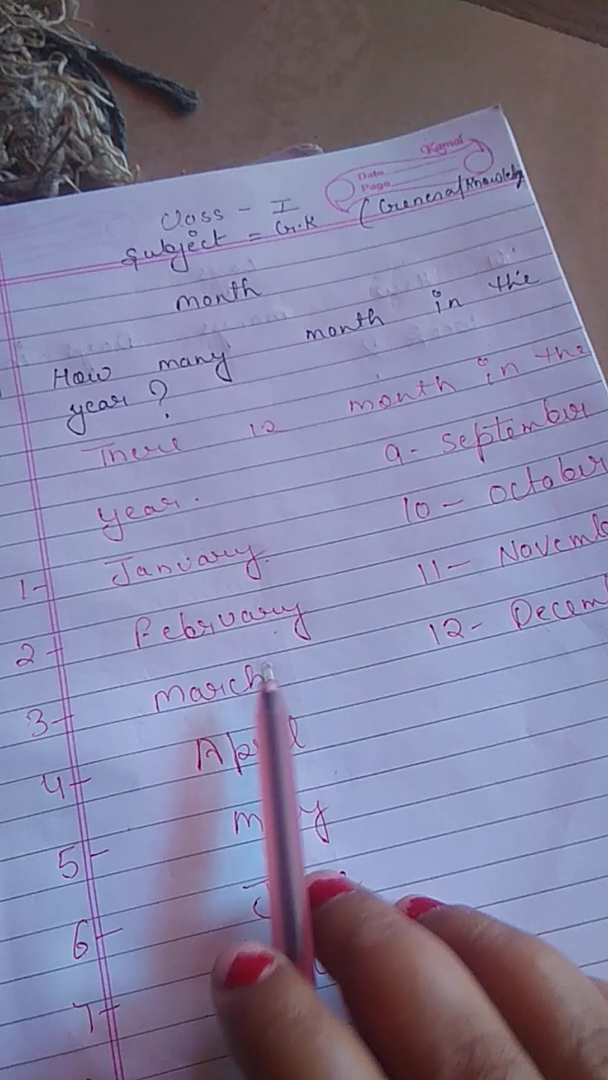 Kamal
Date
Page
Class - I
Subject = G.K (General Knowledge
month
How many month in the
year?
There 12 month in the
year.
1- January
2- February
3- March
4- April
5- May
6- J
7-
9- September
10- October
11- Novemb
12- Decem